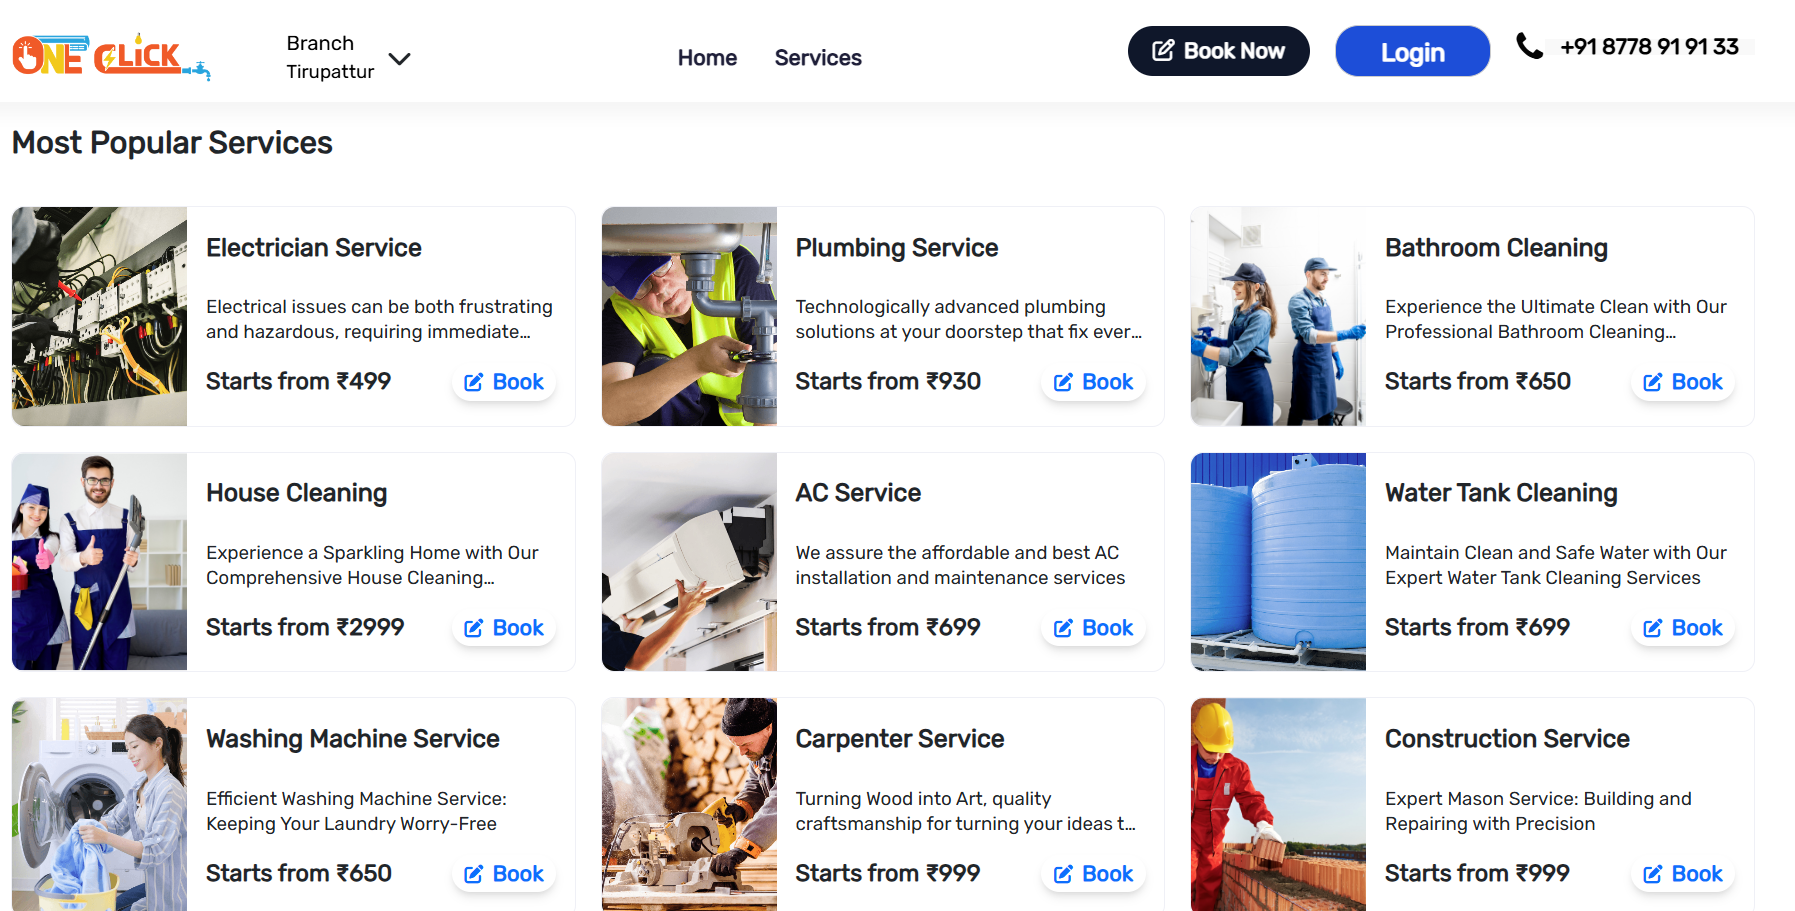 ONE CLICK
Branch
Tirupattur
Home
Services
Book Now
Login
+91 8778 91 91 33
Most Popular Services
Electrician Service
Electrical issues can be both frustrating
and hazardous, requiring immediate...
Starts from ₹499
Book
Plumbing Service
Technologically advanced plumbing
solutions at your doorstep that fix ever...
Starts from ₹930
Book
Bathroom Cleaning
Experience the Ultimate Clean with Our
Professional Bathroom Cleaning...
Starts from ₹650
Book
House Cleaning
Experience a Sparkling Home with Our
Comprehensive House Cleaning...
Starts from ₹2999
Book
AC Service
We assure the affordable and best AC
installation and maintenance services
Starts from ₹699
Book
Water Tank Cleaning
Maintain Clean and Safe Water with Our
Expert Water Tank Cleaning Services
Starts from ₹699
Book
Washing Machine Service
Efficient Washing Machine Service:
Keeping Your Laundry Worry-Free
Starts from ₹650
Book
Carpenter Service
Turning Wood into Art, quality
craftsmanship for turning your ideas t...
Starts from ₹999
Book
Construction Service
Expert Mason Service: Building and
Repairing with Precision
Starts from ₹999
Book